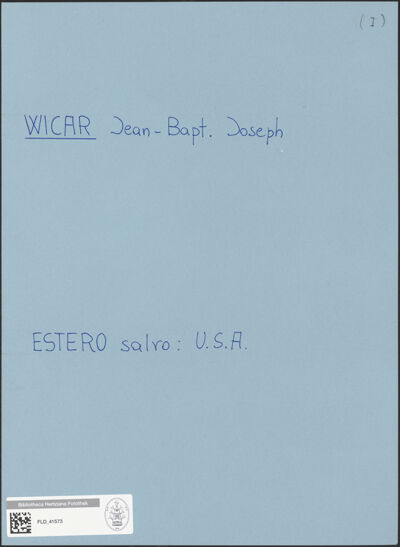 (I)
WICAR Jean-Bapt. Joseph
ESTERO salvo: U.S.A.
Bibliotheca Hertziana Fotothek
FLD_41573